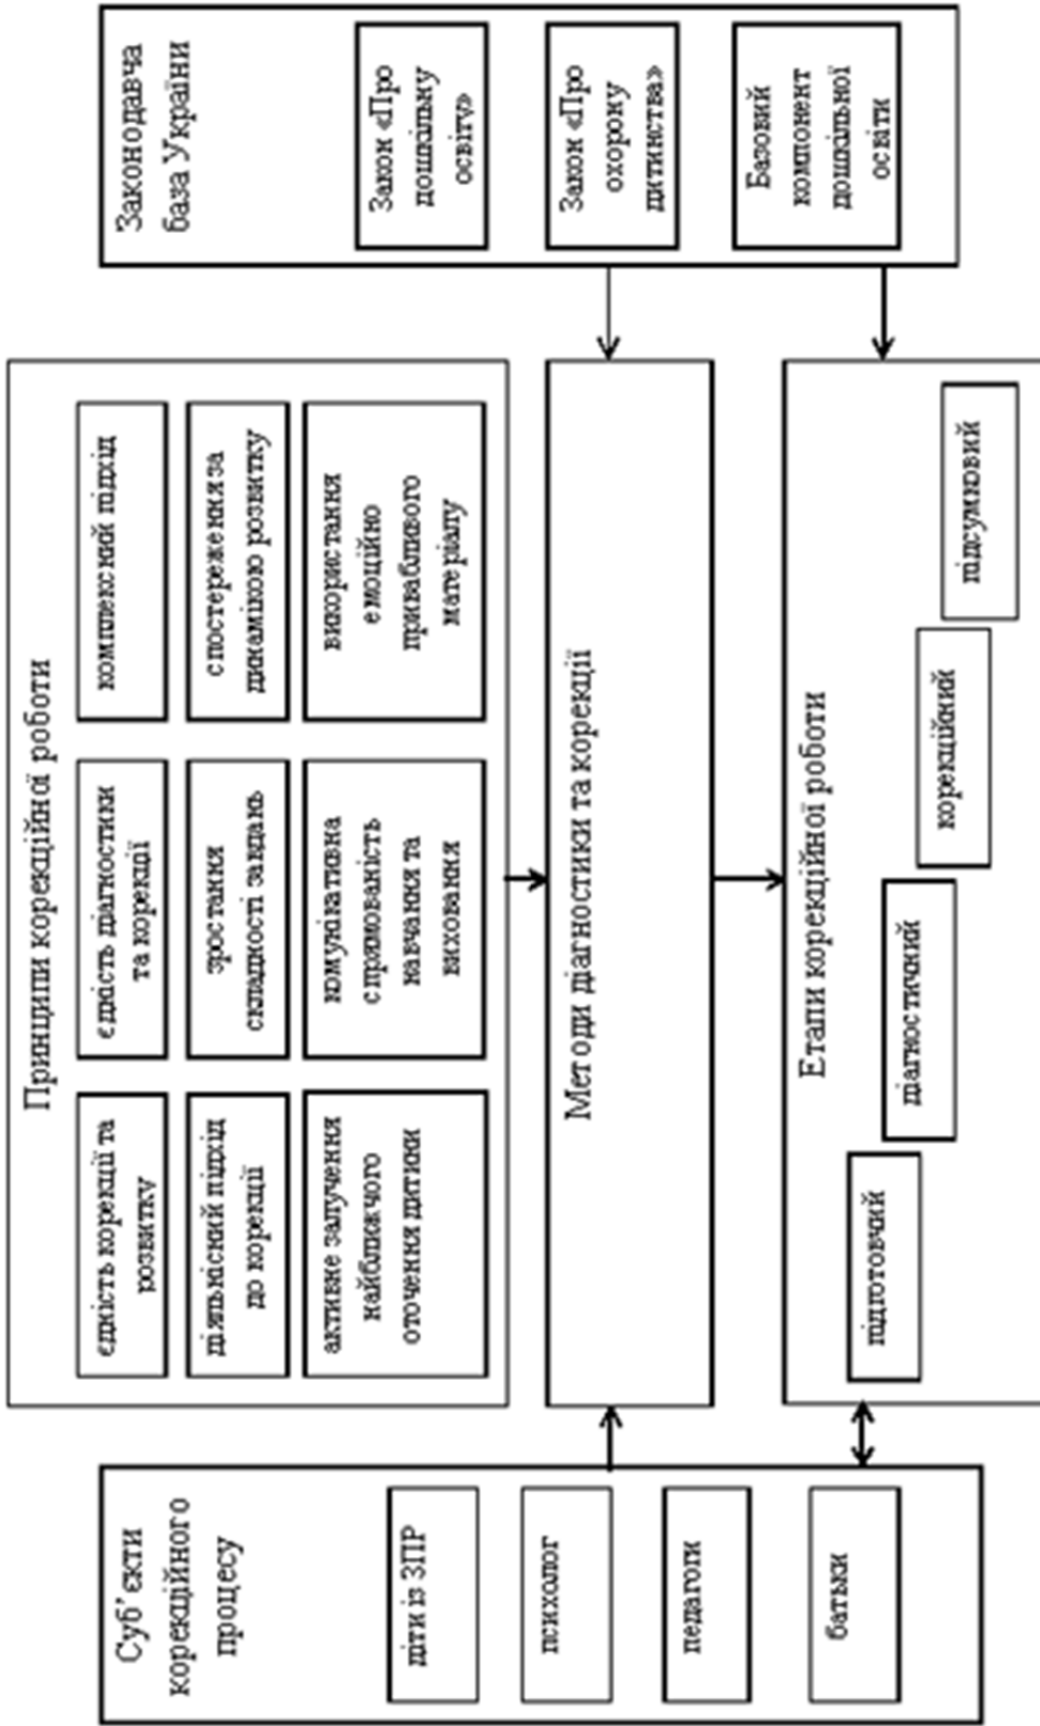 Суб’єкти
корекційного
процесу
діти із ЗПР
психолог
педагоги
батьки
Принципи корекційної роботи
єдність корекції та
розвитку
єдність діагностики
та корекції
комплексний підхід
діяльнісний підхід
до корекції
зростання
складності завдань
спостереження за
динамікою розвитку
активне залучення
найближчого
оточення дитини
комунікативна
спрямованість
навчання та
виховання
використання
емоційно
привабливого
матеріалу
Методи діагностики та корекції
Етапи корекційної роботи
підготовчий
діагностичний
корекційний
підсумковий
Законодавча
база України
Закон «Про
дошкільну
освіту»
Закон «Про
охорону
дитинства»
Базовий
компонент
дошкільної
освіти